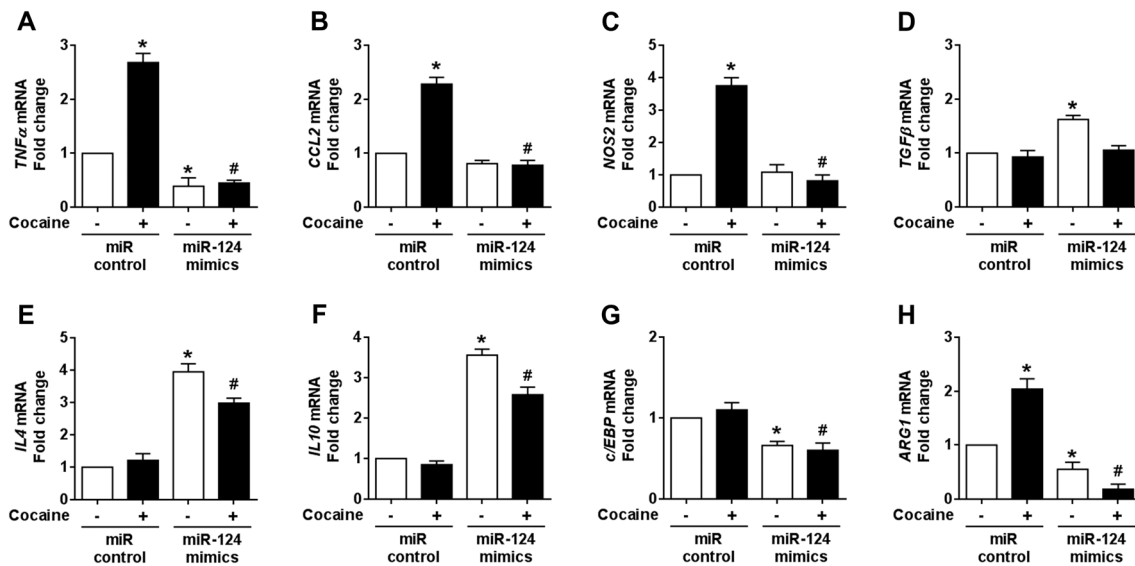 A
TNFα mRNA
Fold change
3
2
1
0
*
*
#
Cocaine - + - +
miR control
miR-124 mimics
B
CCL2 mRNA
Fold change
3
2
1
0
*
#
Cocaine - + - +
miR control
miR-124 mimics
C
NOS2 mRNA
Fold change
5
4
3
2
1
0
*
#
Cocaine - + - +
miR control
miR-124 mimics
D
TGFβ mRNA
Fold change
3
2
1
0
*
Cocaine - + - +
miR control
miR-124 mimics
E
IL4 mRNA
Fold change
5
4
3
2
1
0
*
#
Cocaine - + - +
miR control
miR-124 mimics
F
IL10 mRNA
Fold change
4
3
2
1
0
*
#
Cocaine - + - +
miR control
miR-124 mimics
G
c/EBP mRNA
Fold change
2
1
0
*
#
Cocaine - + - +
miR control
miR-124 mimics
H
ARG1 mRNA
Fold change
3
2
1
0
*
*
#
Cocaine - + - +
miR control
miR-124 mimics